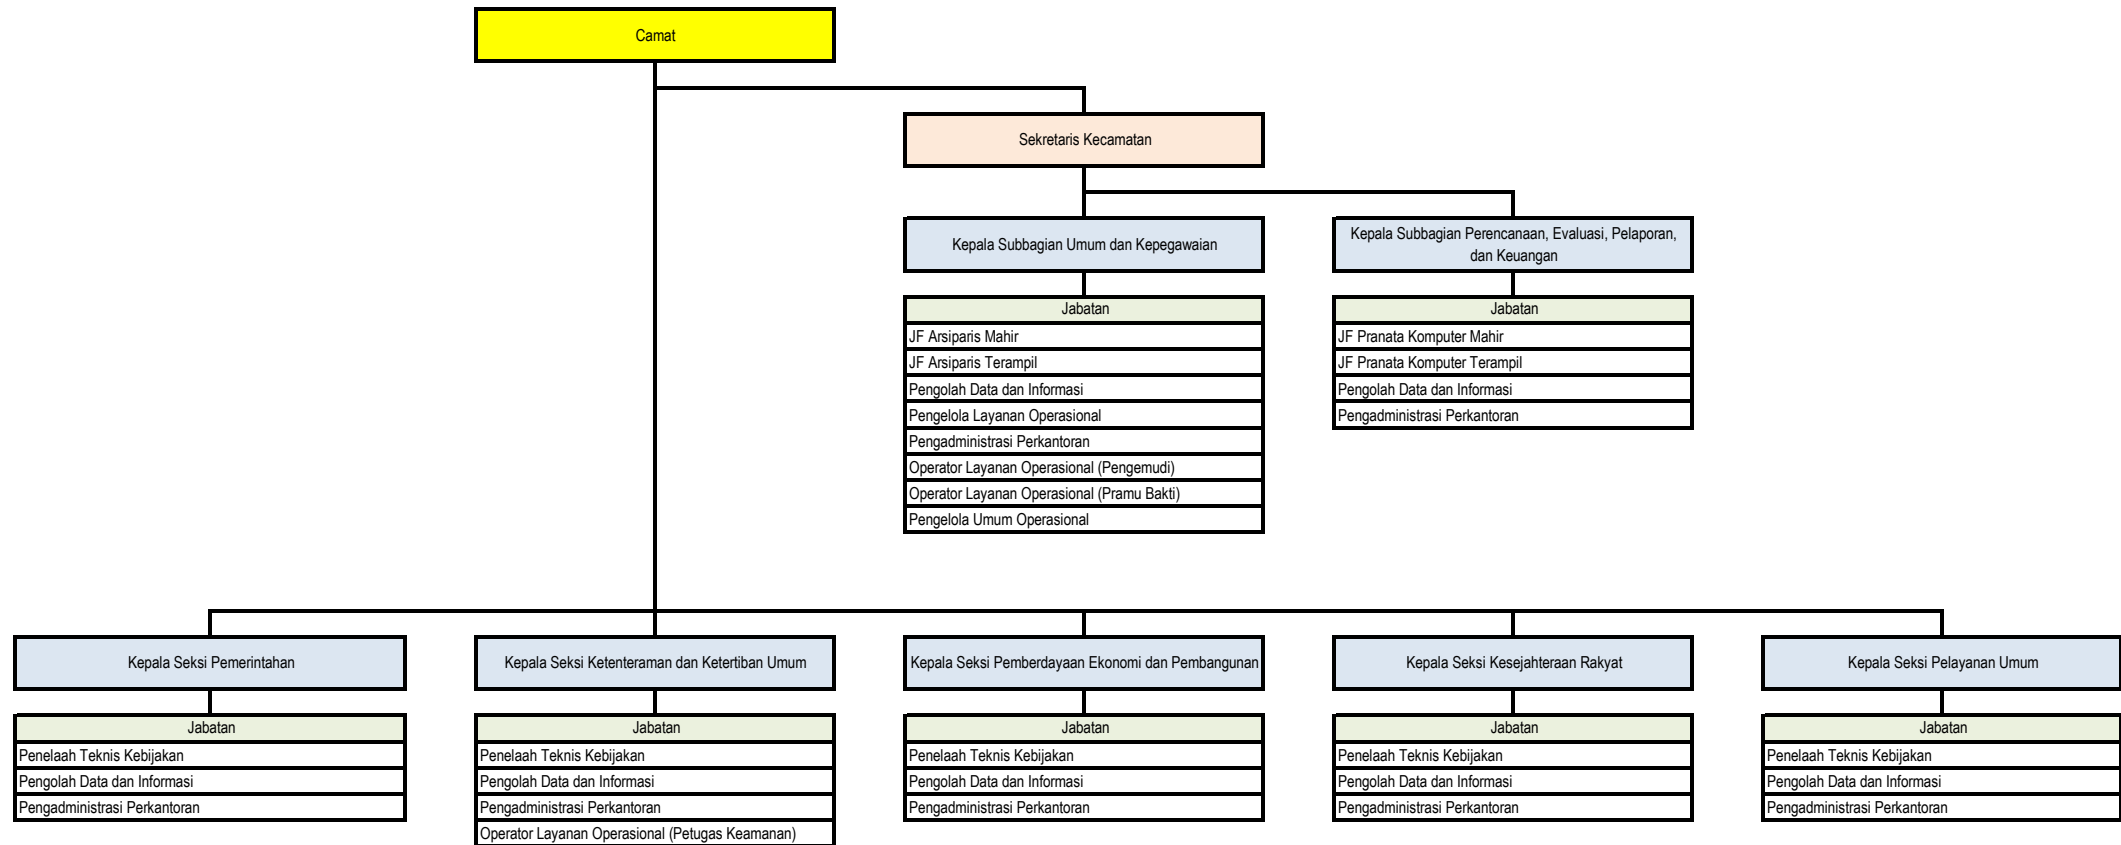 Camat
Sekretaris Kecamatan
Kepala Subbagian Umum dan Kepegawaian
Kepala Subbagian Perencanaan, Evaluasi, Pelaporan,
dan Keuangan
Jabatan
JF Arsiparis Mahir
JF Arsiparis Terampil
Pengolah Data dan Informasi
Pengelola Layanan Operasional
Pengadministrasi Perkantoran
Operator Layanan Operasional (Pengemudi)
Operator Layanan Operasional (Pramu Bakti)
Pengelola Umum Operasional
Jabatan
JF Pranata Komputer Mahir
JF Pranata Komputer Terampil
Pengolah Data dan Informasi
Pengadministrasi Perkantoran
Kepala Seksi Pemerintahan
Jabatan
Penelaah Teknis Kebijakan
Pengolah Data dan Informasi
Pengadministrasi Perkantoran
Kepala Seksi Ketenteraman dan Ketertiban Umum
Jabatan
Penelaah Teknis Kebijakan
Pengolah Data dan Informasi
Pengadministrasi Perkantoran
Operator Layanan Operasional (Petugas Keamanan)
Kepala Seksi Pemberdayaan Ekonomi dan Pembangunan
Jabatan
Penelaah Teknis Kebijakan
Pengolah Data dan Informasi
Pengadministrasi Perkantoran
Kepala Seksi Kesejahteraan Rakyat
Jabatan
Penelaah Teknis Kebijakan
Pengolah Data dan Informasi
Pengadministrasi Perkantoran
Kepala Seksi Pelayanan Umum
Jabatan
Penelaah Teknis Kebijakan
Pengolah Data dan Informasi
Pengadministrasi Perkantoran